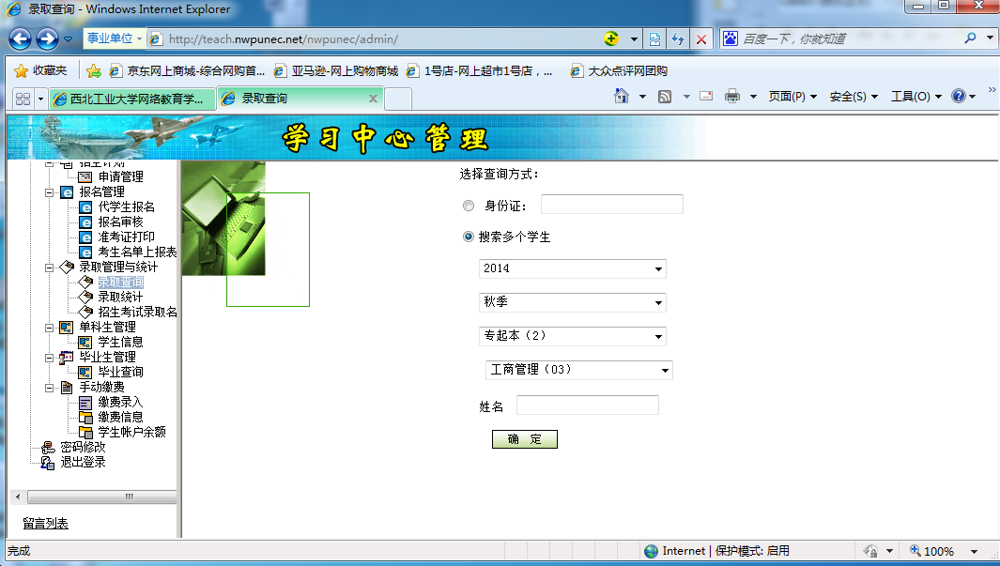 录取查询 - Windows Internet Explorer
事业单位
http://teach.nwpunec.net/nwpunec/admin/
百度一下，你就知道
收藏夹
京东网上商城-综合网购首...
亚马逊-网上购物商城
1号店-网上超市1号店，...
大众点评网团购
西北工业大学网络教育学...
录取查询
页面(P)
安全(S)
工具(O)
学习中心管理
招生计划
申请管理
报名管理
代学生报名
报名审核
准考证打印
考生名单上报表
录取管理与统计
录取查询
录取统计
招生考试录取名
单科生管理
学生信息
毕业生管理
毕业查询
手动缴费
缴费录入
缴费信息
学生帐户余额
密码修改
退出登录
留言列表
选择查询方式：
身份证：
搜索多个学生
2014
秋季
专起本（2）
工商管理（03）
姓名
确 定
完成
Internet | 保护模式: 启用
100%